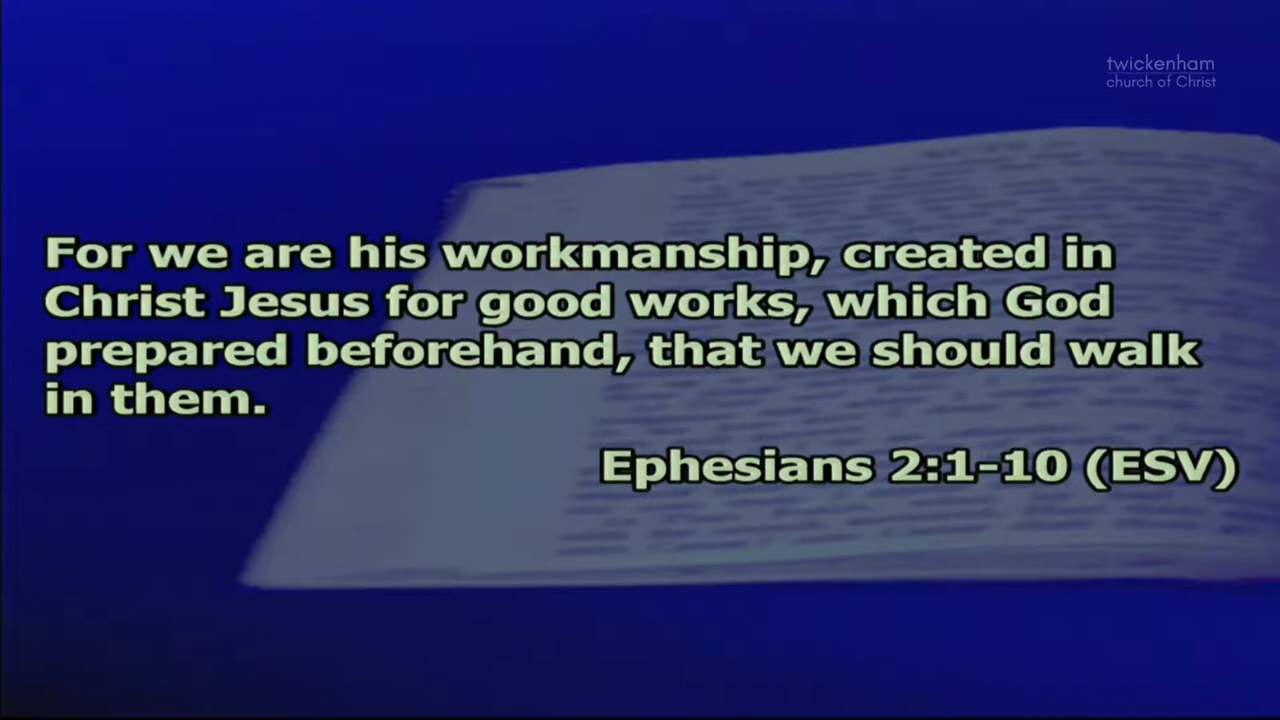 twickenham
church of Christ
For we are his workmanship, created in
Christ Jesus for good works, which God
prepared beforehand, that we should walk
in them.
Ephesians 2:1-10 (ESV)